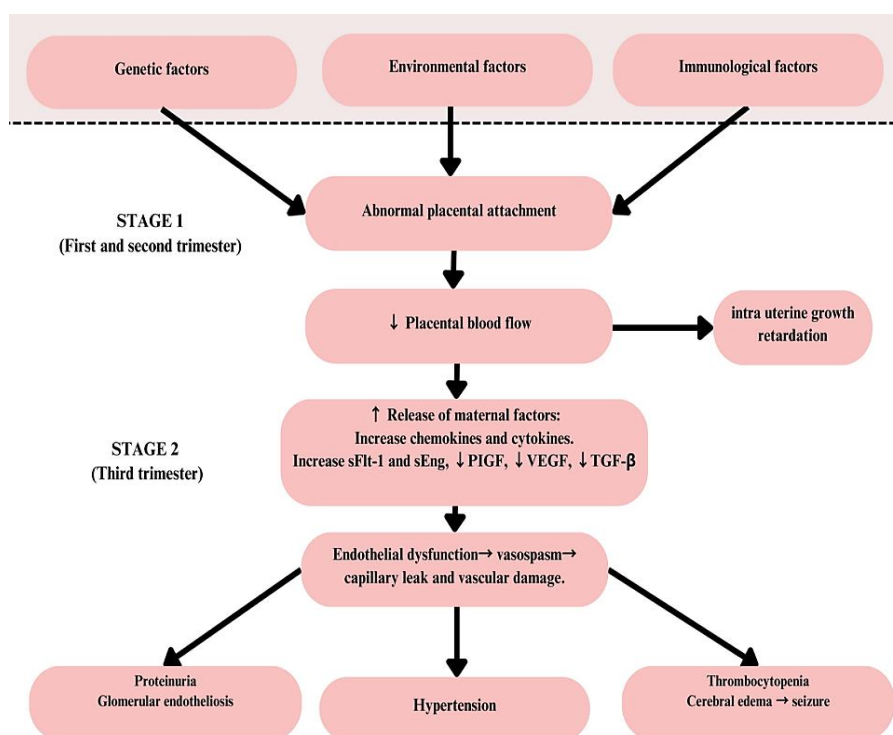 Genetic factors
Environmental factors
Immunological factors
STAGE 1
(First and second trimester)
Abnormal placental attachment
↓ Placental blood flow
intra uterine growth
retardation
STAGE 2
(Third trimester)
↑ Release of maternal factors:
Increase chemokines and cytokines.
Increase sFlt-1 and sEng, ↓PIGF, ↓VEGF, ↓TGF-β
Endothelial dysfunction→ vasospasm→
capillary leak and vascular damage.
Proteinuria
Glomerular endotheliosis
Hypertension
Thrombocytopenia
Cerebral edema → seizure